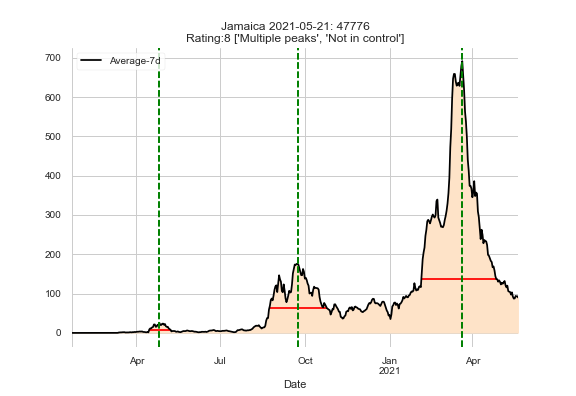 Jamaica 2021-05-21: 47776
Rating:8 ['Multiple peaks', 'Not in control']
700
Average-7d
600
500
400
300
200
100
0
Apr
Jul
Oct
Jan
2021
Apr
Date